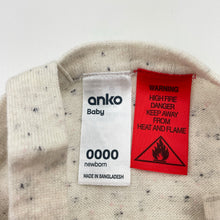 anko
Baby
0000
newborn
MADE IN BANGLADESH
WARNING
HIGH FIRE
DANGER
KEEP AWAY
FROM
HEAT AND FLAME